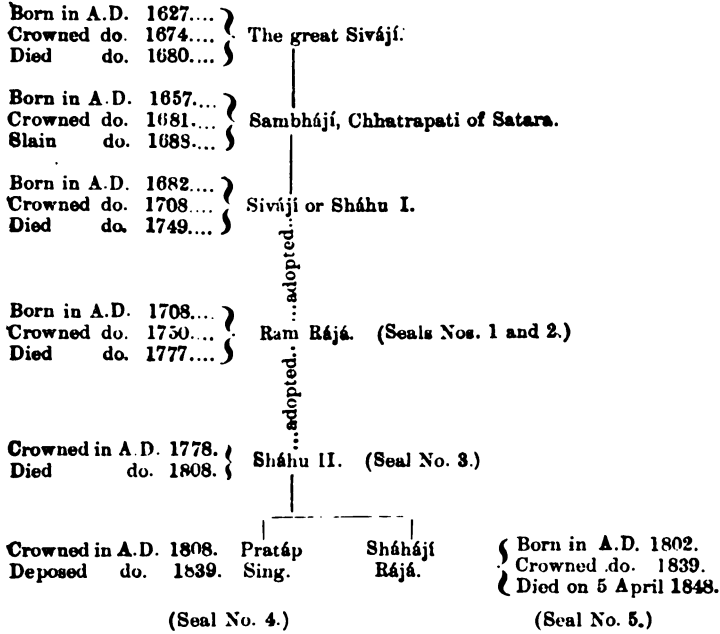 Born in A.D. 1627....
Crowned do. 1674.... The great Sivájí.
Died do. 1680....
Born in A.D. 1657....
Crowned do. 1681.... Sambhájí, Chhatrapati of Satara.
Slain do. 1688....
Born in A.D. 1682....
Crowned do. 1708.... Sivájí or Sháhu I.
Died do. 1749....
...adopted...
Born in A.D. 1708....
Crowned do. 1750.... Ram Rájá. (Seals Nos. 1 and 2.)
Died do. 1777....
...adopted...
Crowned in A.D. 1778.
Sháhu II. (Seal No. 3.)
Died do. 1808.
Crowned in A.D. 1808. Pratáp Sháhájí Born in A.D. 1802.
Deposed do. 1839. Sing. Rájá. Crowned do. 1839.
Died on 5 April 1848.
(Seal No. 4.) (Seal No. 5.)